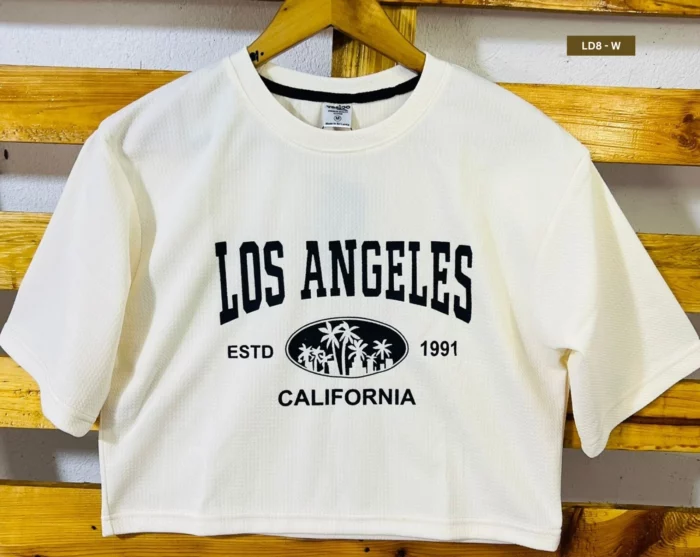 LD8 - W
M
LOS ANGELES
ESTD 1991
CALIFORNIA